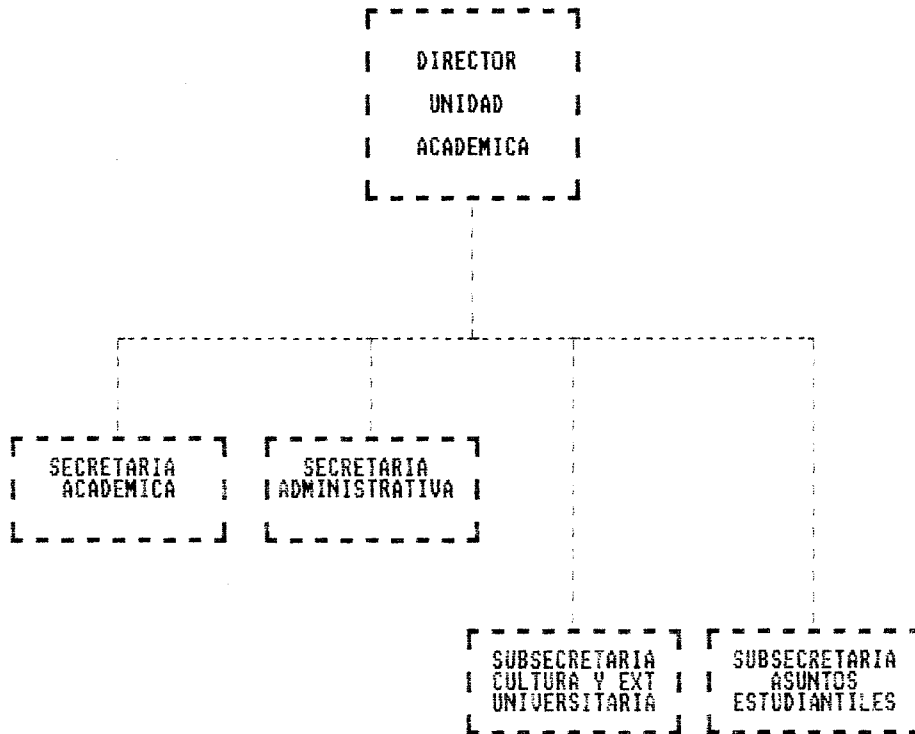 DIRECTOR
UNIDAD
ACADEMICA
SECRETARIA
ACADEMICA
SECRETARIA
ADMINISTRATIVA
SUBSECRETARIA
CULTURA Y EXT
UNIVERSITARIA
SUBSECRETARIA
ASUNTOS
ESTUDIANTILES